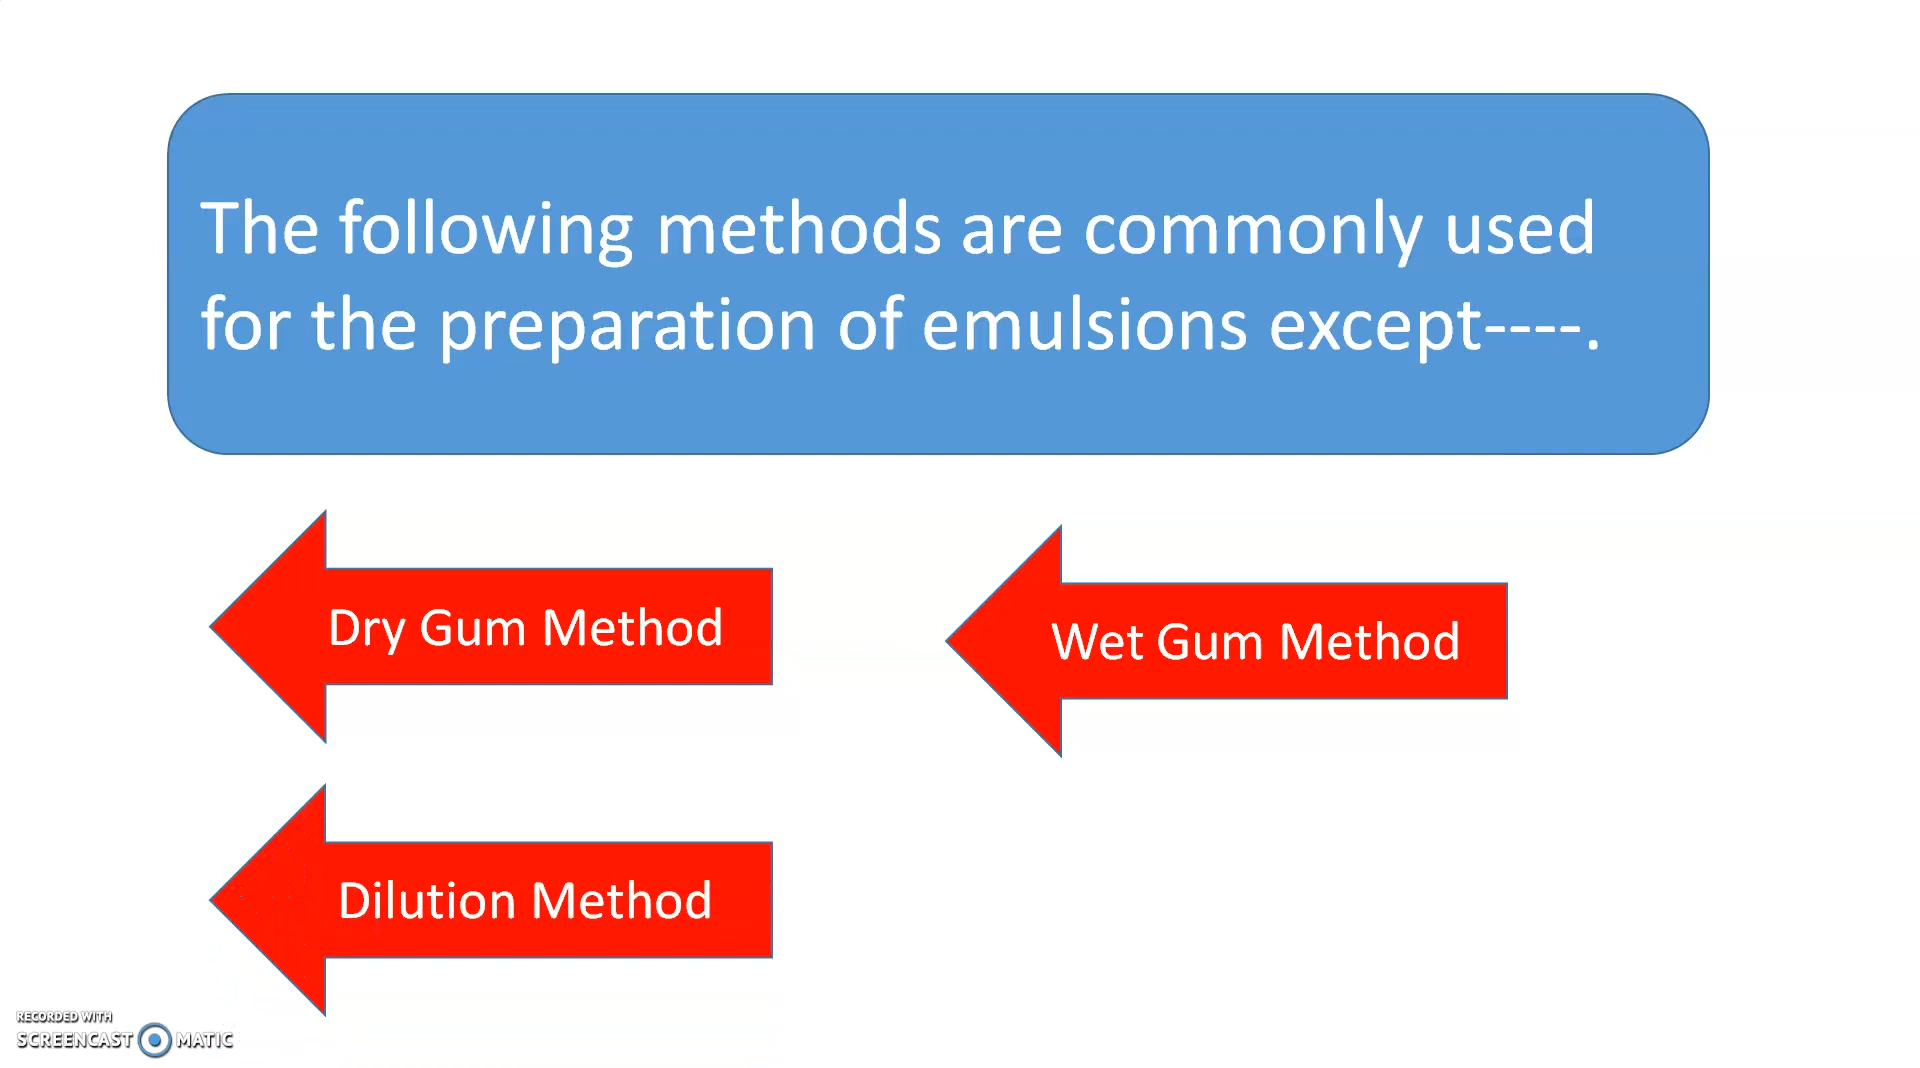 The following methods are commonly used
for the preparation of emulsions except----.
Dry Gum Method
Wet Gum Method
Dilution Method
RECORDED WITH
SCREENCAST MATIC